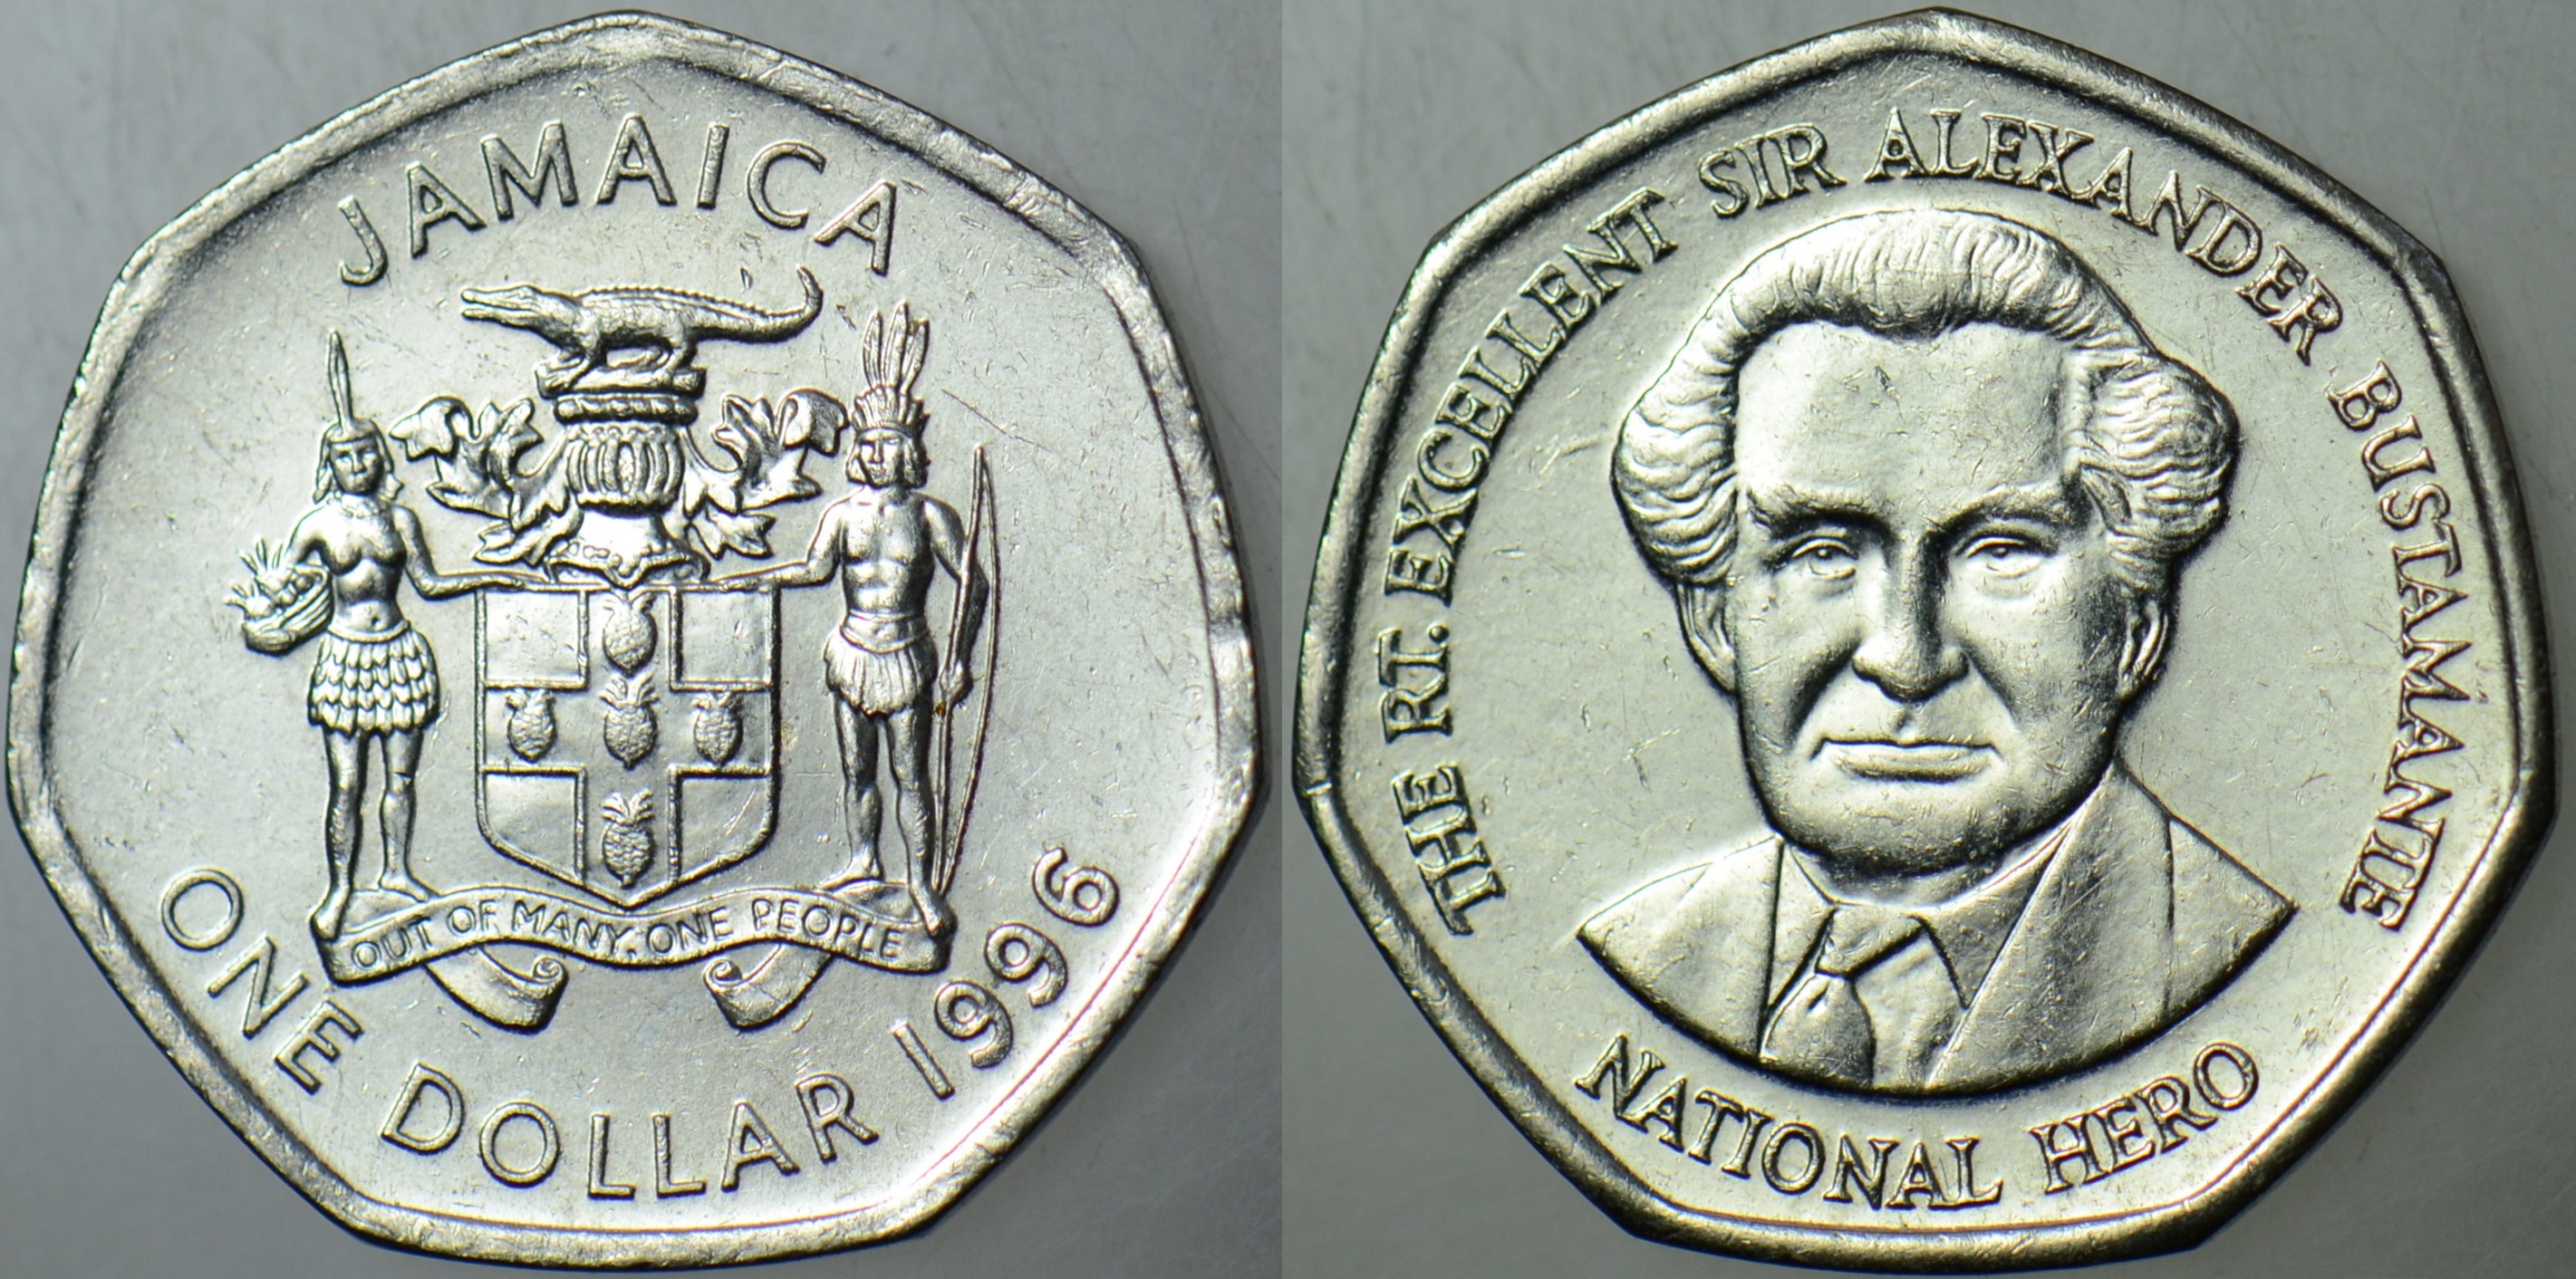 JAMAICA
OUT OF MANY, ONE PEOPLE
ONE DOLLAR 1996
THE RT. EXCELLENT SIR ALEXANDER BUSTAMANTE
NATIONAL HERO